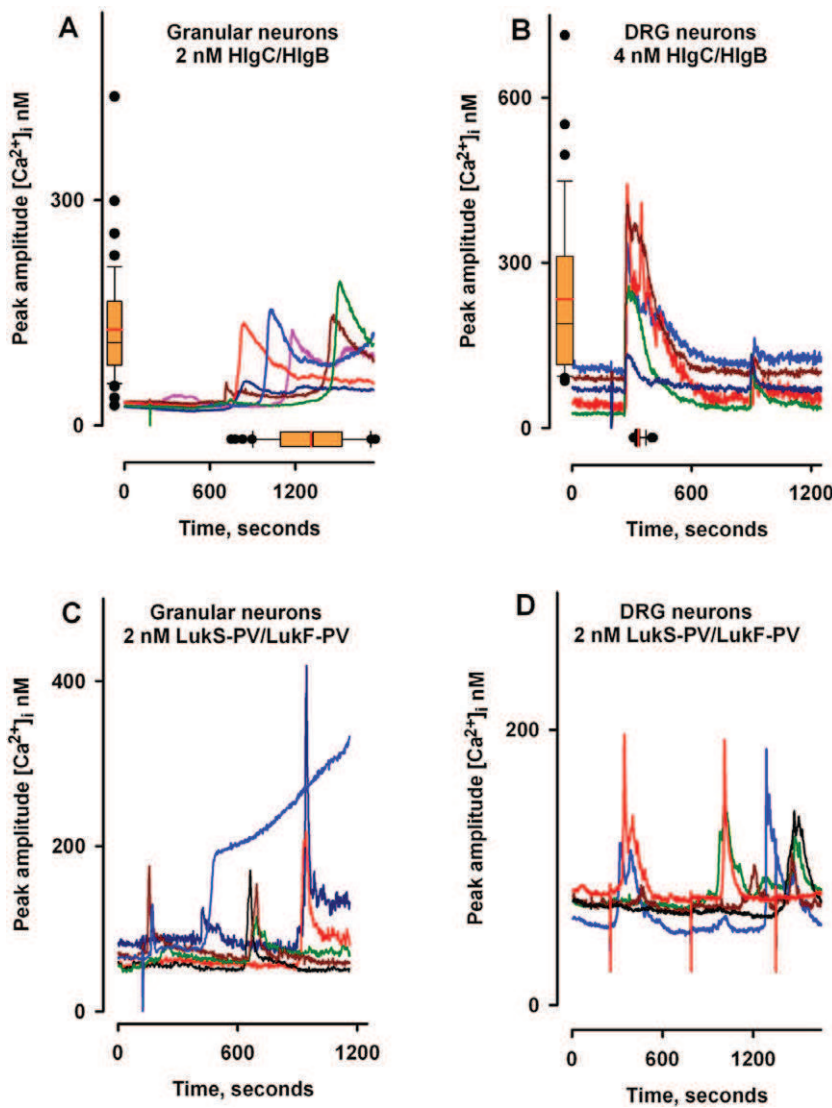 A
Granular neurons
2 nM HlgC/HlgB
Peak amplitude [Ca²⁺]ᵢ nM
300
0
0
600
1200
Time, seconds
B
DRG neurons
4 nM HlgC/HlgB
Peak amplitude [Ca²⁺]ᵢ nM
600
300
0
0
600
1200
Time, seconds
C
Granular neurons
2 nM LukS-PV/LukF-PV
Peak amplitude [Ca²⁺]ᵢ nM
400
200
0
0
600
1200
Time, seconds
D
DRG neurons
2 nM LukS-PV/LukF-PV
Peak amplitude [Ca²⁺]ᵢ nM
200
0
0
600
1200
Time, seconds